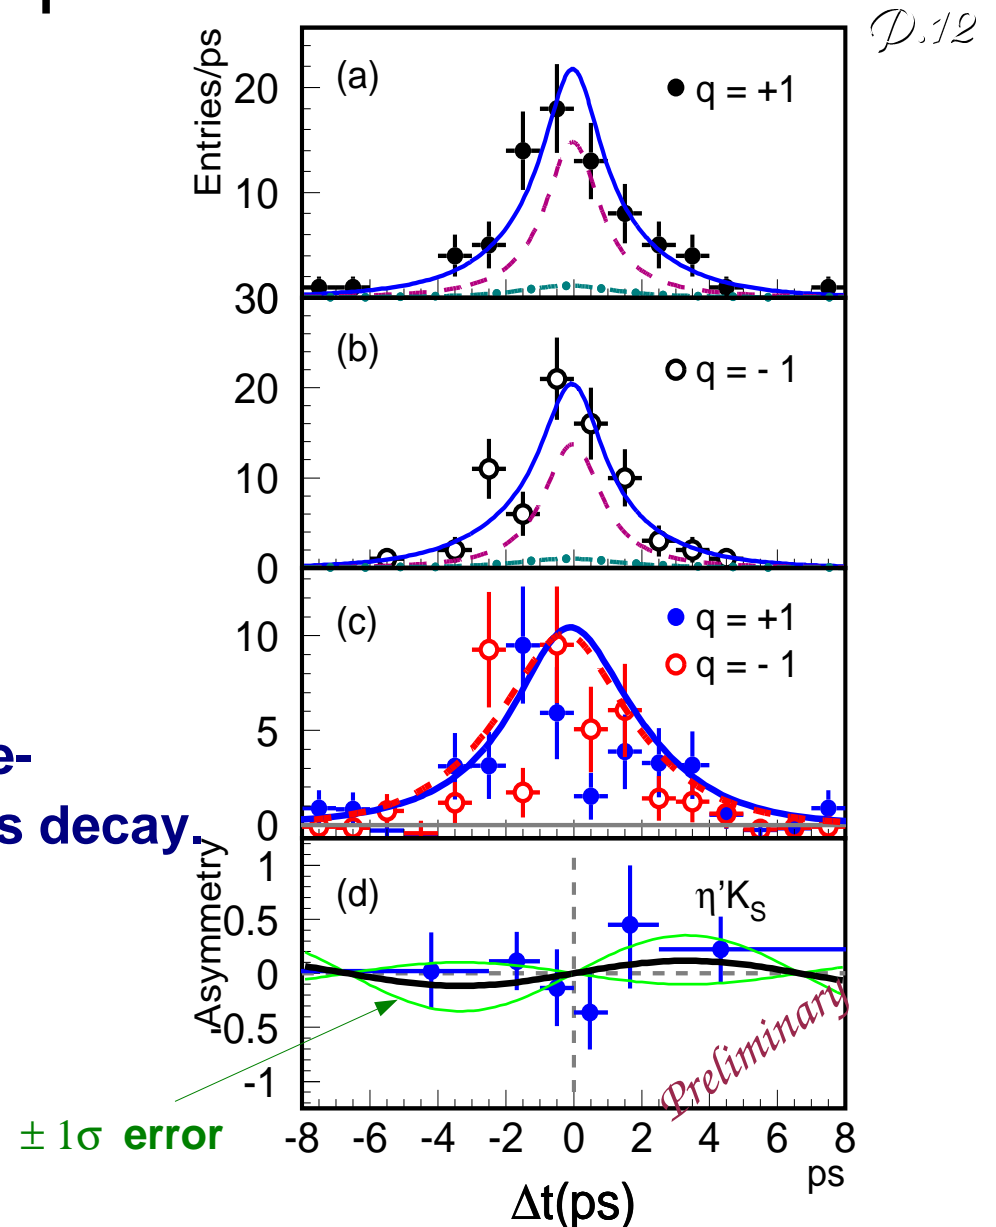 P.12
Entries/ps
(a)
q = +1
20
10
30
(b)
q = - 1
20
10
0
(c)
q = +1
q = - 1
10
5
0
e-
s decay.
Asymmetry
(d)
η’K_S
1
0.5
0
-0.5
-1
Preliminary
± 1σ error
-8 -6 -4 -2 0 2 4 6 8
ps
Δt(ps)